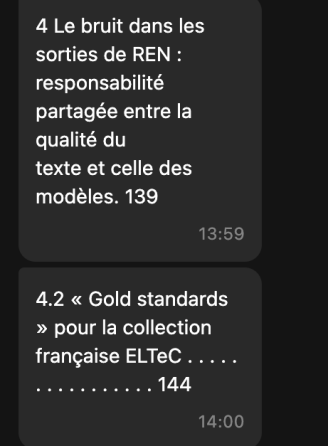 4 Le bruit dans les
sorties de REN :
responsabilité
partagée entre la
qualité du
texte et celle des
modèles. 139
13:59
4.2 « Gold standards
» pour la collection
française ELTeC . . . . .
. . . . . . . . . . . 144
14:00